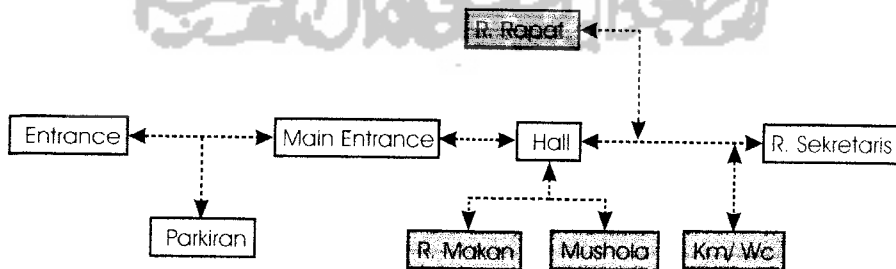 R. Rapat
Entrance
Main Entrance
Hall
R. Sekretaris
Parkiran
R. Makan
Mushola
Km/ Wc